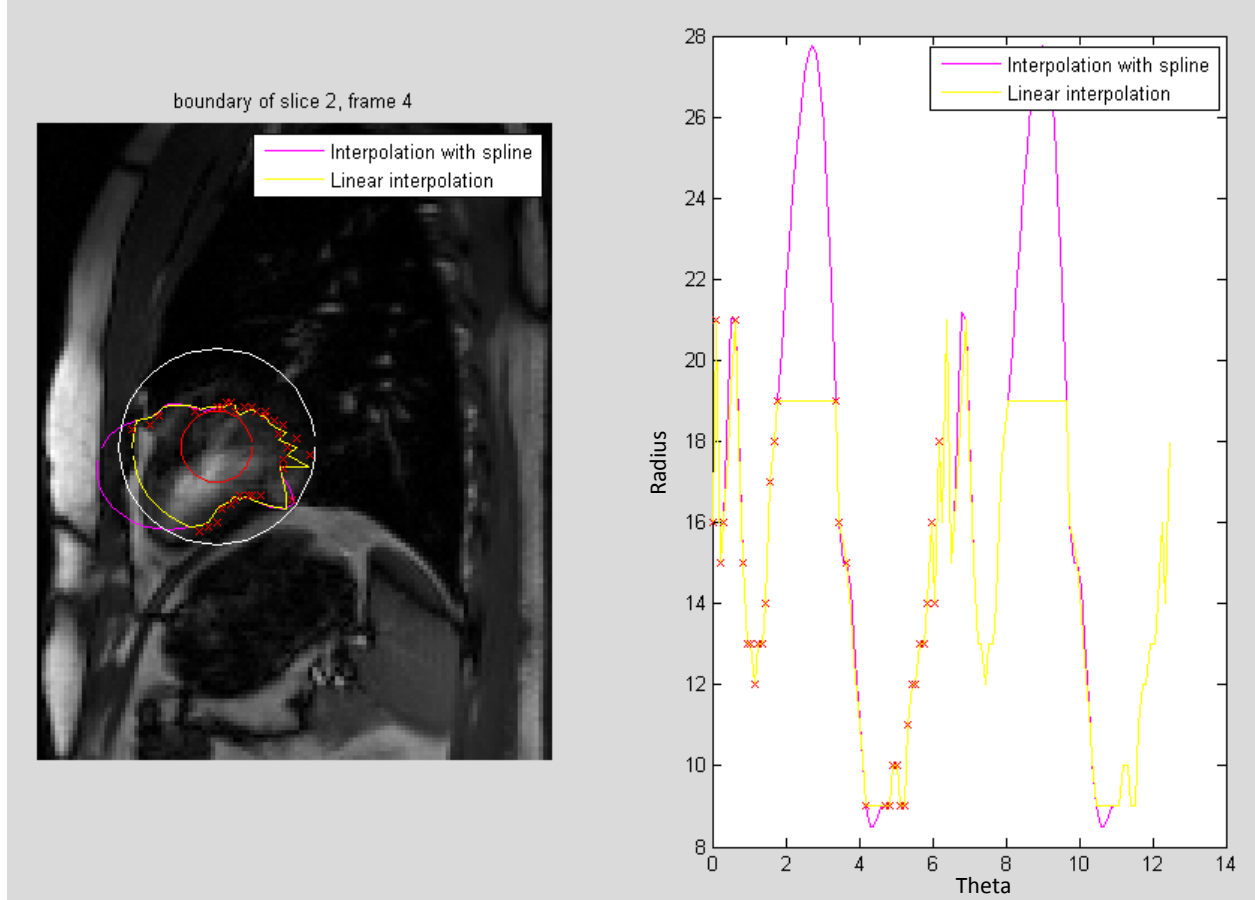 boundary of slice 2, frame 4
Interpolation with spline
Linear interpolation
28
26
24
22
20
18
16
14
12
10
8
Radius
Interpolation with spline
Linear interpolation
0
2
4
6
8
10
12
14
Theta